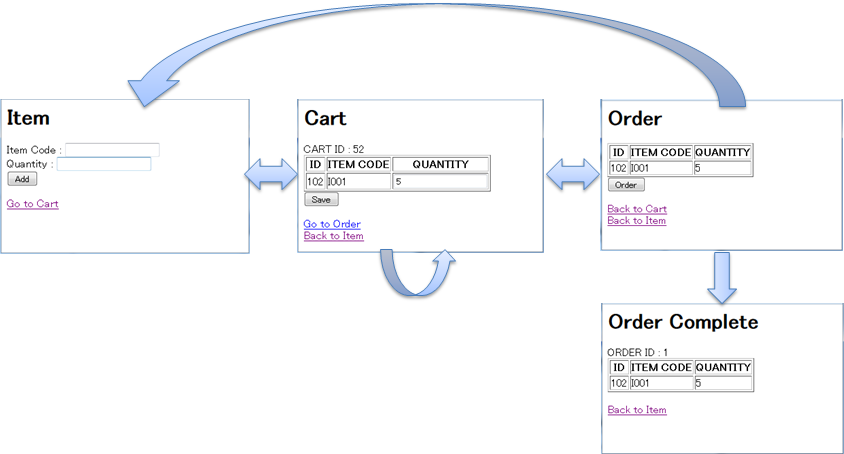 Item
Item Code :
Quantity :
Add
Go to Cart
Cart
CART ID : 52
ID ITEM CODE QUANTITY
102 I001 5
Save
Go to Order
Back to Item
Order
ID ITEM CODE QUANTITY
102 I001 5
Order
Back to Cart
Back to Item
Order Complete
ORDER ID : 1
ID ITEM CODE QUANTITY
102 I001 5
Back to Item